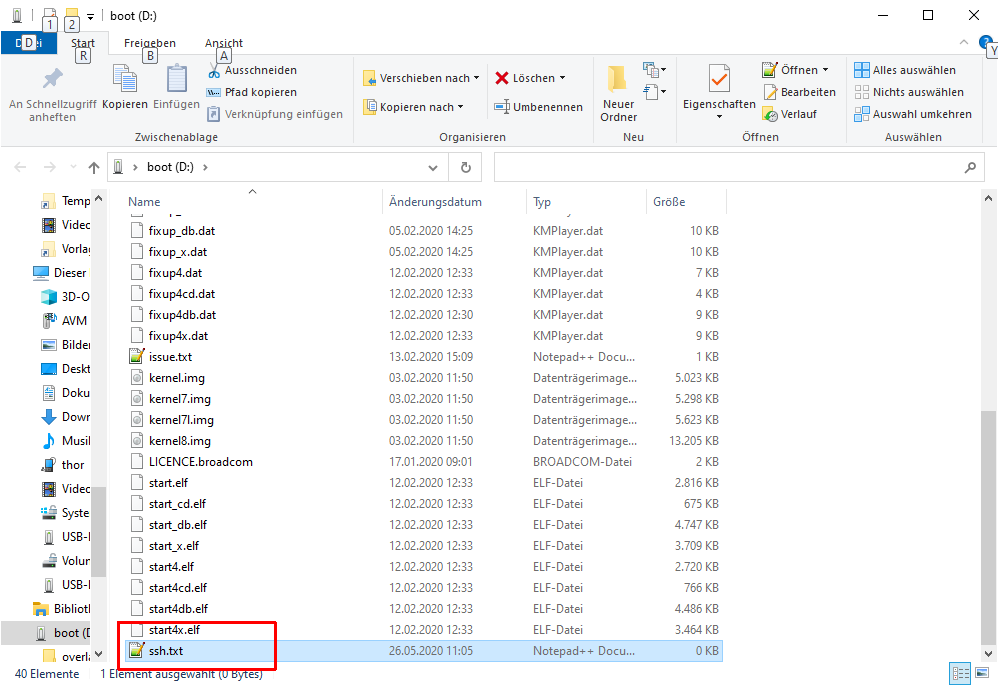 boot (D:)
1 2
D Start Freigeben Ansicht
R B A Y
An Schnellzugriff anheften
Kopieren
Einfügen
Ausschneiden
Pfad kopieren
Verknüpfung einfügen
Zwischenablage
Verschieben nach
Kopieren nach
Löschen
Umbenennen
Organisieren
Neuer Ordner
Neu
Eigenschaften
Öffnen
Bearbeiten
Verlauf
Öffnen
Alles auswählen
Nichts auswählen
Auswahl umkehren
Auswählen
boot (D:)
Temp
Videc
Vorla
Dieser
3D-O
AVM
Bilder
Deskt
Doku
Down
Musil
thor
Videc
Syste
USB-
Volur
USB-
Bibliot
boot (D
overla
Name Änderungsdatum Typ Größe
fixup_db.dat 05.02.2020 14:25 KMPlayer.dat 10 KB
fixup_x.dat 05.02.2020 14:25 KMPlayer.dat 10 KB
fixup4.dat 12.02.2020 12:33 KMPlayer.dat 7 KB
fixup4cd.dat 12.02.2020 12:33 KMPlayer.dat 4 KB
fixup4db.dat 12.02.2020 12:30 KMPlayer.dat 9 KB
fixup4x.dat 12.02.2020 12:33 KMPlayer.dat 9 KB
issue.txt 13.02.2020 15:09 Notepad++ Docu... 1 KB
kernel.img 03.02.2020 11:50 Datenträgerimage... 5.023 KB
kernel7.img 03.02.2020 11:50 Datenträgerimage... 5.298 KB
kernel7l.img 03.02.2020 11:50 Datenträgerimage... 5.623 KB
kernel8.img 03.02.2020 11:50 Datenträgerimage... 13.205 KB
LICENCE.broadcom 17.01.2020 09:01 BROADCOM-Datei 2 KB
start.elf 12.02.2020 12:33 ELF-Datei 2.816 KB
start_cd.elf 12.02.2020 12:33 ELF-Datei 675 KB
start_db.elf 12.02.2020 12:33 ELF-Datei 4.747 KB
start_x.elf 12.02.2020 12:33 ELF-Datei 3.709 KB
start4.elf 12.02.2020 12:33 ELF-Datei 2.720 KB
start4cd.elf 12.02.2020 12:33 ELF-Datei 766 KB
start4db.elf 12.02.2020 12:33 ELF-Datei 4.486 KB
start4x.elf 12.02.2020 12:33 ELF-Datei 3.464 KB
ssh.txt 26.05.2020 11:05 Notepad++ Docu... 0 KB
40 Elemente 1 Element ausgewählt (0 Bytes)